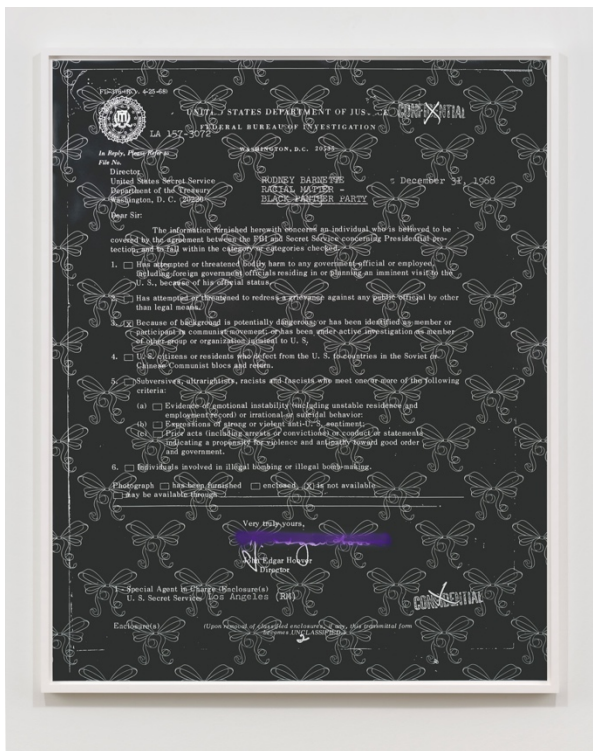 FD-376 (Rev. 4-25-68)
UNITED STATES DEPARTMENT OF JUS
CONFIDENTIAL
FEDERAL BUREAU OF INVESTIGATION
LA 157-3072
WASHINGTON, D.C. 20535
In Reply, Please Refer to
File No.
Director
United States Secret Service
Department of the Treasury
Washington, D. C. 20220
RODNEY BARNETTE
RACIAL MATTER -
BLACK PANTHER PARTY
December 31, 1968
Dear Sir:
The information furnished herewith concerns an individual who is believed to be
covered by the agreement between the FBI and Secret Service concerning Presidential pro-
tection, and to fall within the category or categories checked.
1. Has attempted or threatened bodily harm to any government official or employee,
including foreign government officials residing in or planning an imminent visit to the
U. S., because of his official status.
2. Has attempted or threatened to redress a grievance against any public official by other
than legal means.
3. X Because of background is potentially dangerous; or has been identified as member or
participant in communist movement; or has been under active investigation as member
of other group or organization inimical to U. S.
4. U. S. citizens or residents who defect from the U. S. to countries in the Soviet or
Chinese Communist blocs and return.
5. Subversives, ultrarightists, racists and fascists who meet one or more of the following
criteria:
(a) Evidence of emotional instability (including unstable residence and
employment record) or irrational or suicidal behavior:
(b) Expressions of strong or violent anti-U. S. sentiment;
(c) Prior acts (including arrests or convictions) or conduct or statements
indicating a propensity for violence and antipathy toward good order
and government.
6. Individuals involved in illegal bombing or illegal bomb-making.
Photograph has been furnished enclosed X is not available
may be available through
Very truly yours,
John Edgar Hoover
Director
1 - Special Agent in Charge (Enclosure(s)
U. S. Secret Service, Los Angeles (RM)
CONFIDENTIAL
Enclosure(s)
(Upon removal of classified enclosures, if any, this transmittal form
becomes UNCLASSIFIED.)
2